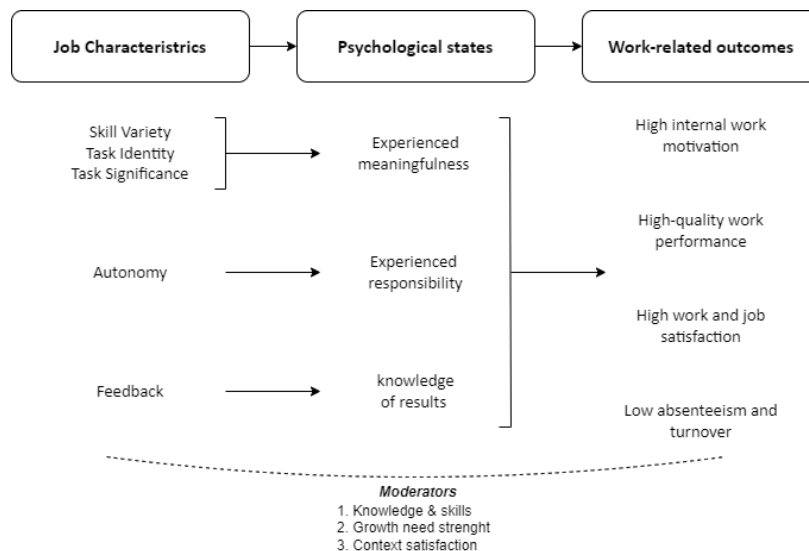 Job Characteristrics
Psychological states
Work-related outcomes
Skill Variety
Task Identity
Task Significance
Experienced
meaningfulness
High internal work
motivation
High-quality work
performance
Autonomy
Experienced
responsibility
High work and job
satisfaction
Feedback
knowledge
of results
Low absenteeism and
turnover
Moderators
1. Knowledge & skills
2. Growth need strenght
3. Context satisfaction